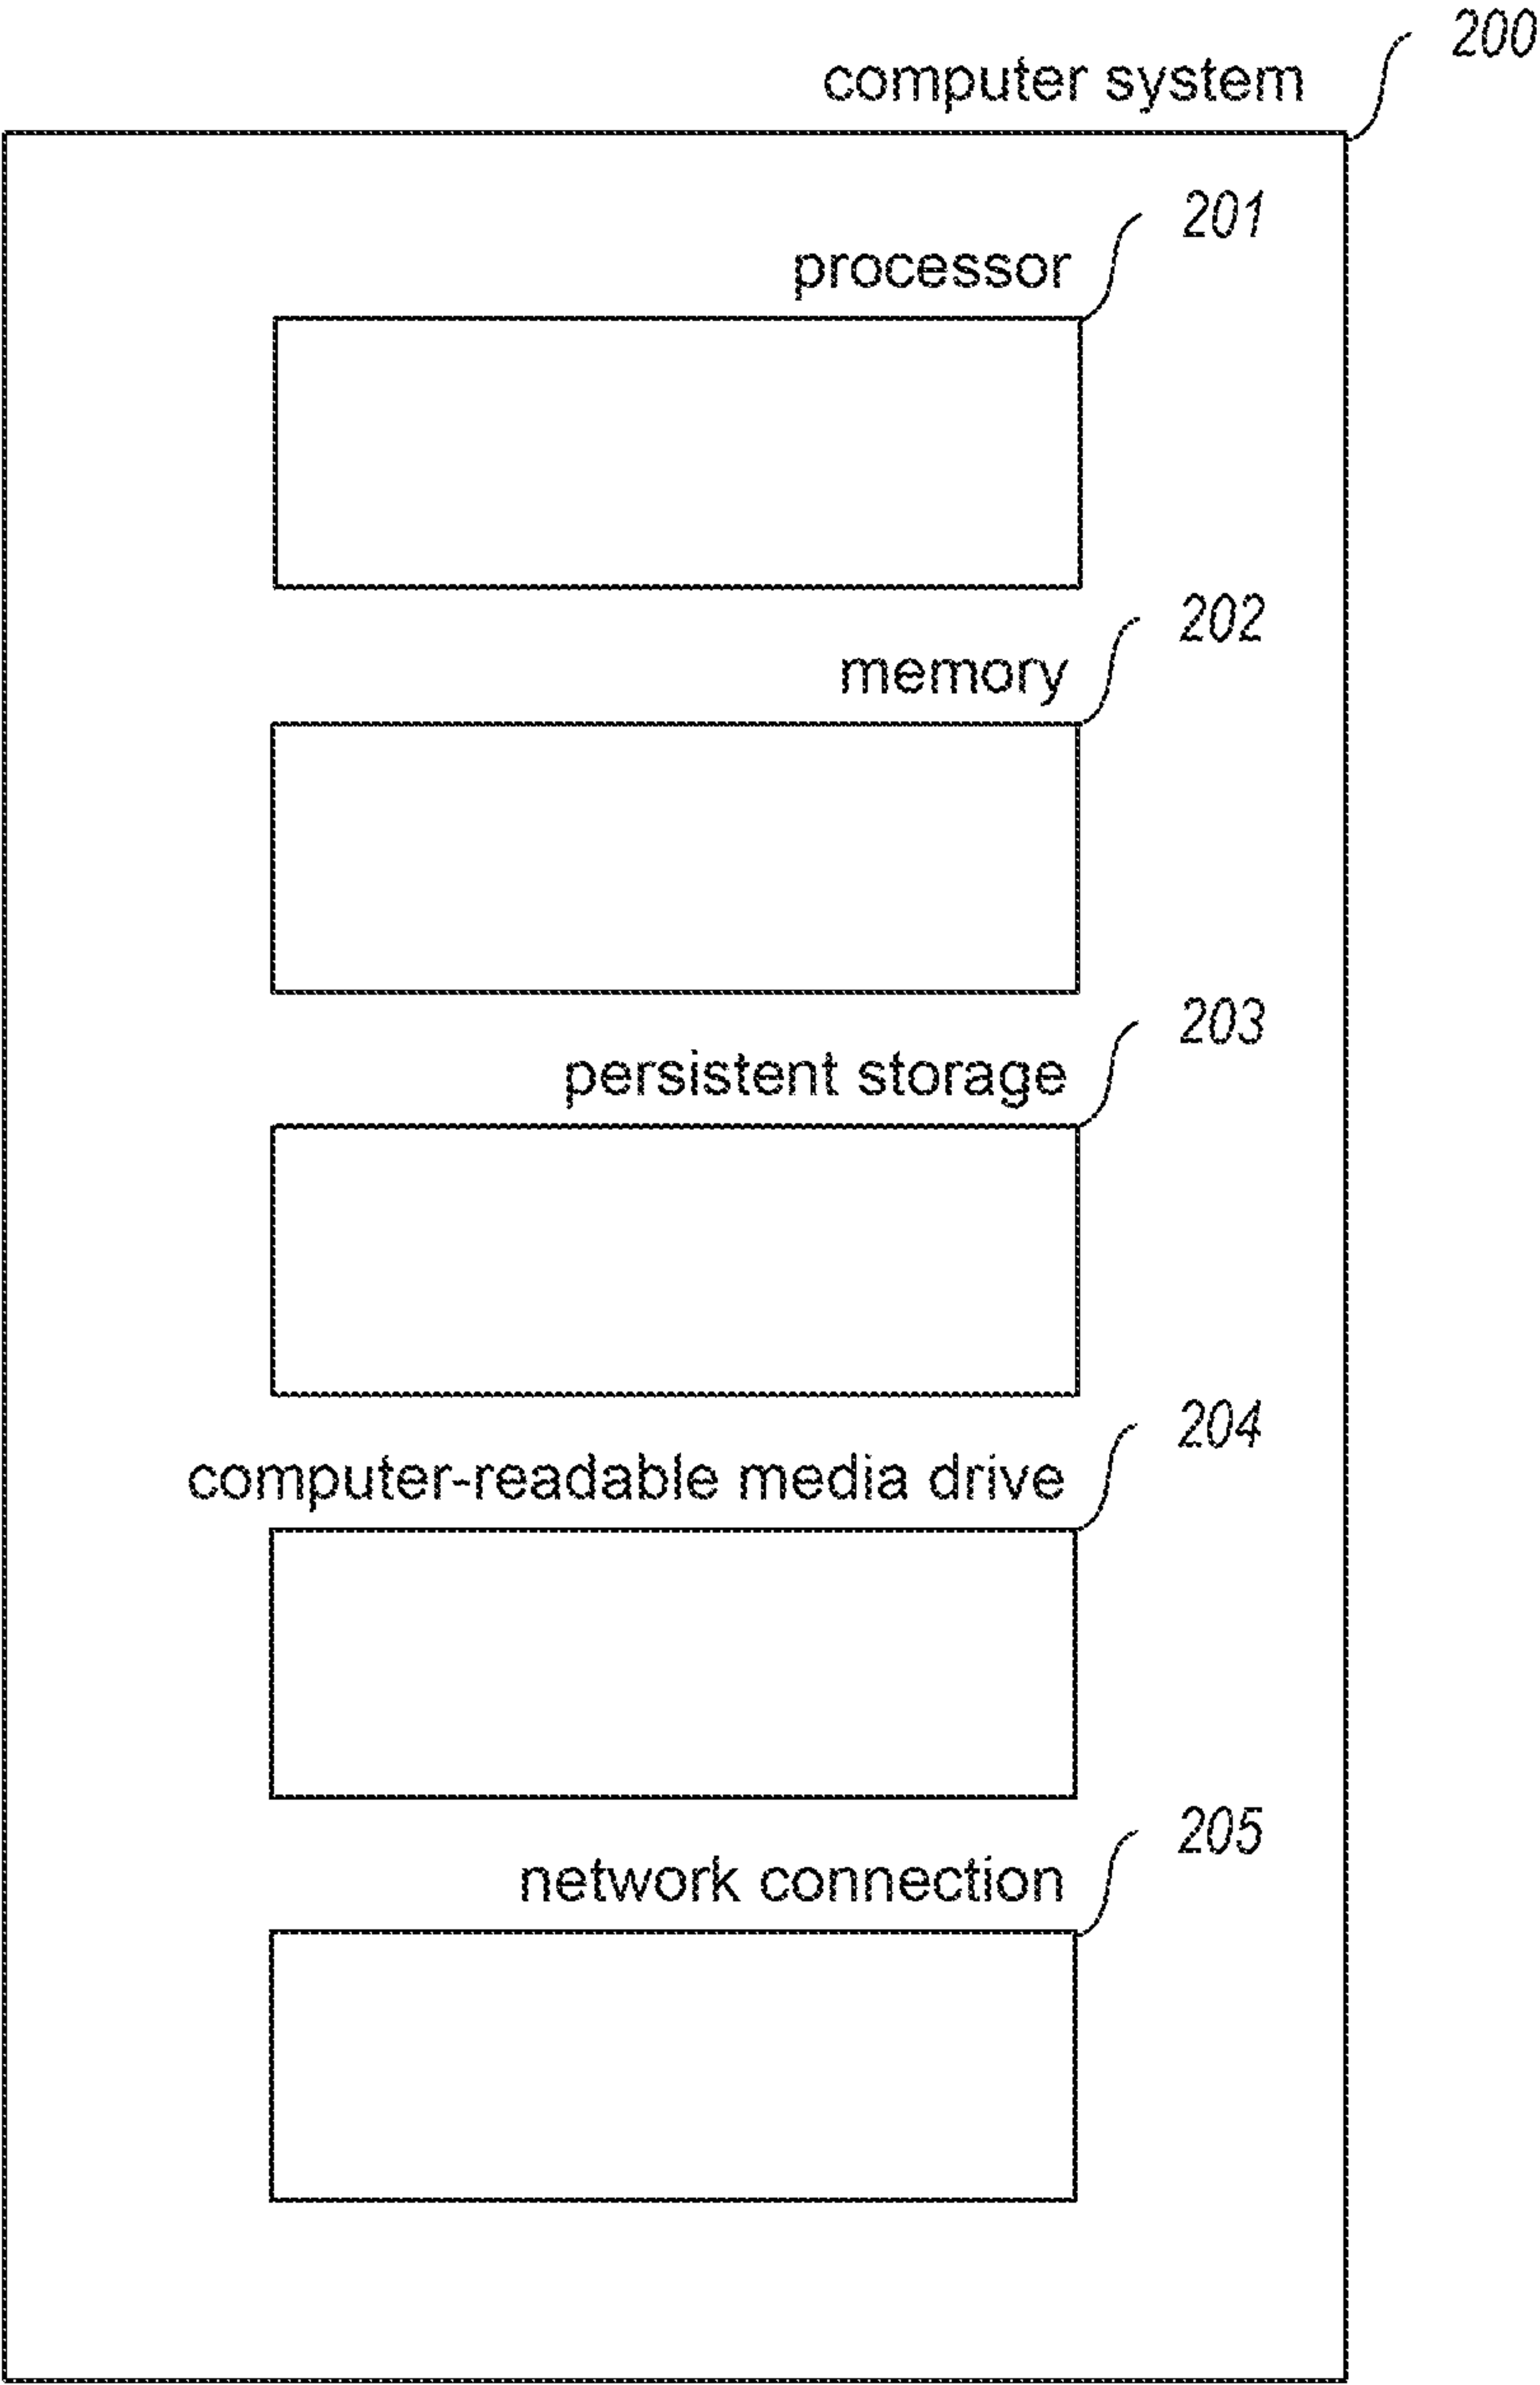 200
computer system
201
processor
202
memory
203
persistent storage
204
computer-readable media drive
205
network connection